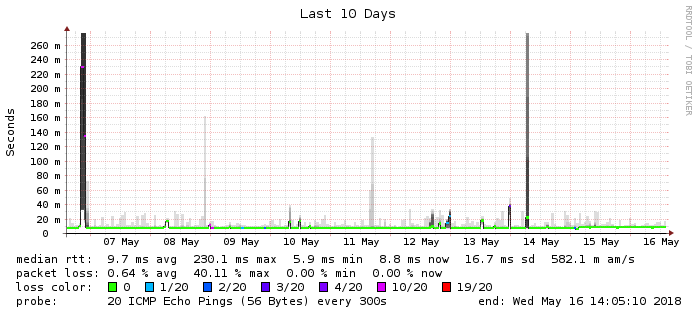 Last 10 Days
RRDTOOL / TOBI OETIKER
Seconds
260 m
240 m
220 m
200 m
180 m
160 m
140 m
120 m
100 m
80 m
60 m
40 m
20 m
0
07 May 08 May 09 May 10 May 11 May 12 May 13 May 14 May 15 May 16 May
median rtt: 9.7 ms avg 230.1 ms max 5.9 ms min 8.8 ms now 16.7 ms sd 582.1 m am/s
packet loss: 0.64 % avg 40.11 % max 0.00 % min 0.00 % now
loss color: 0 1/20 2/20 3/20 4/20 10/20 19/20
probe: 20 ICMP Echo Pings (56 Bytes) every 300s end: Wed May 16 14:05:10 2018